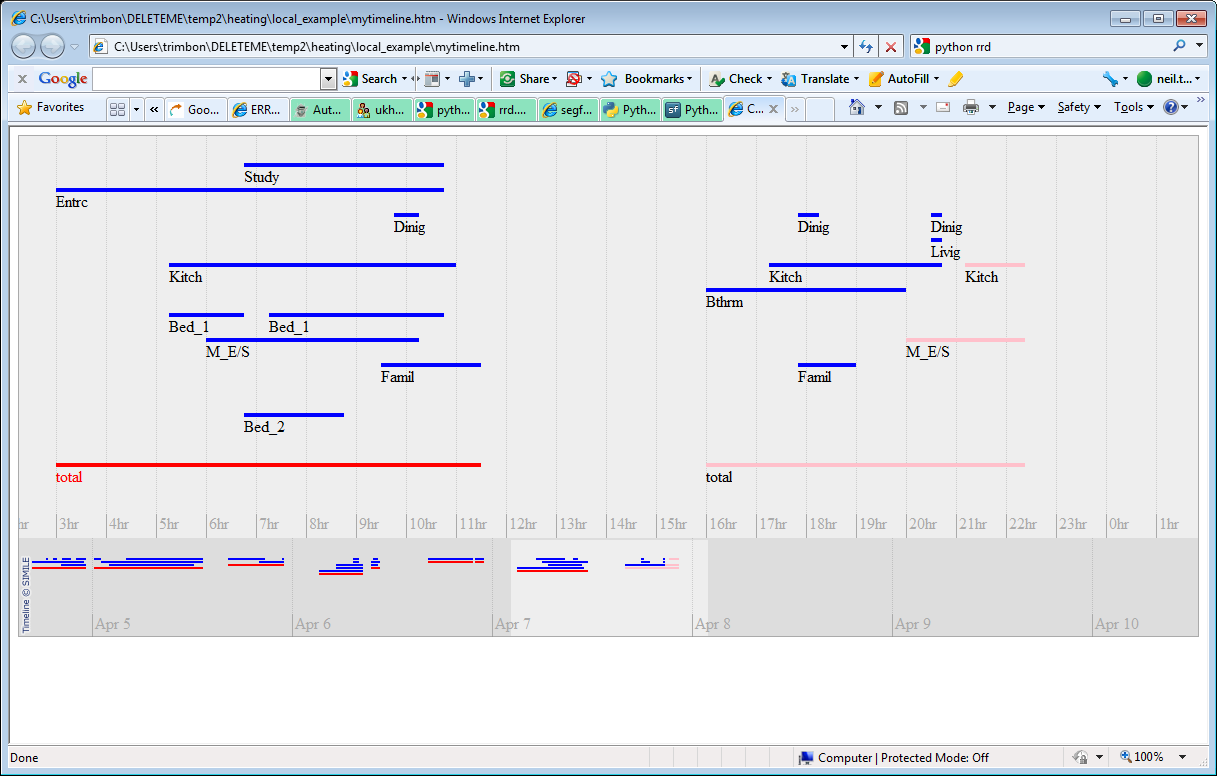 C:\Users\trimbon\DELETEME\temp2\heating\local_example\mytimeline.htm - Windows Internet Explorer
C:\Users\trimbon\DELETEME\temp2\heating\local_example\mytimeline.htm python rrd
x Google Search Share Bookmarks Check Translate AutoFill neil.t...
Favorites « Goo... ERR... Aut... ukh... pyth... rrd.... segf... Pyth... Pyth... C... x » Page Safety Tools »
Study
Entrc
Dinig Dinig Dinig
Livig
Kitch Kitch Kitch
Bthrm
Bed_1 Bed_1
M_E/S M_E/S
Famil Famil
Bed_2
total total
hr 3hr 4hr 5hr 6hr 7hr 8hr 9hr 10hr 11hr 12hr 13hr 14hr 15hr 16hr 17hr 18hr 19hr 20hr 21hr 22hr 23hr 0hr 1hr
Timeline © SIMILE
Apr 5 Apr 6 Apr 7 Apr 8 Apr 9 Apr 10
Done Computer | Protected Mode: Off 100%